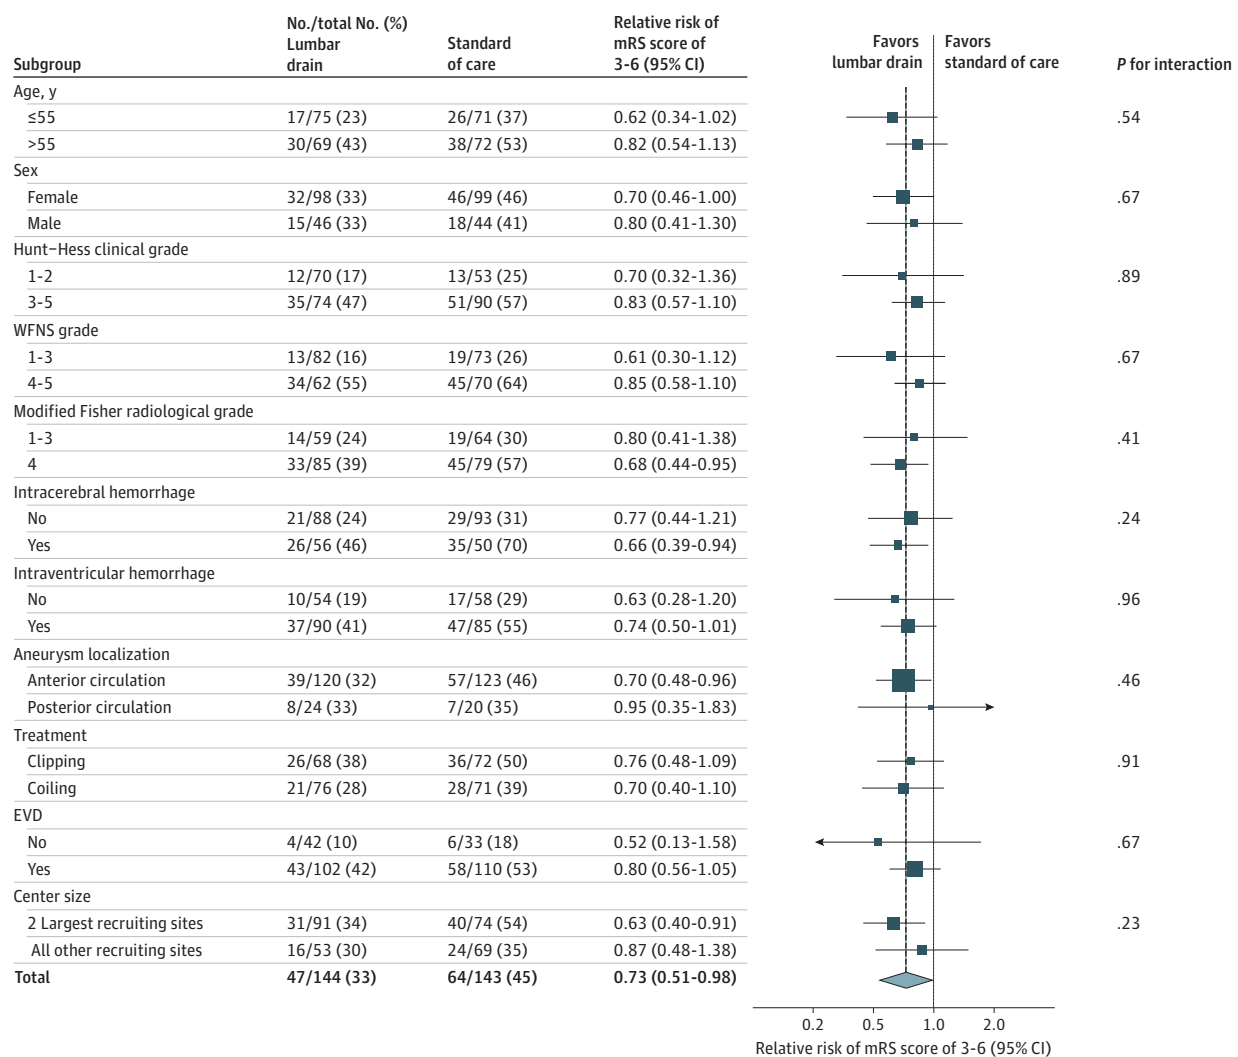 No./total No. (%)
Relative risk of
Lumbar Standard mRS score of Favors Favors
Subgroup drain of care 3-6 (95% CI) lumbar drain standard of care P for interaction
Age, y
≤55 17/75 (23) 26/71 (37) 0.62 (0.34-1.02) .54
>55 30/69 (43) 38/72 (53) 0.82 (0.54-1.13)
Sex
Female 32/98 (33) 46/99 (46) 0.70 (0.46-1.00) .67
Male 15/46 (33) 18/44 (41) 0.80 (0.41-1.30)
Hunt–Hess clinical grade
1-2 12/70 (17) 13/53 (25) 0.70 (0.32-1.36) .89
3-5 35/74 (47) 51/90 (57) 0.83 (0.57-1.10)
WFNS grade
1-3 13/82 (16) 19/73 (26) 0.61 (0.30-1.12) .67
4-5 34/62 (55) 45/70 (64) 0.85 (0.58-1.10)
Modified Fisher radiological grade
1-3 14/59 (24) 19/64 (30) 0.80 (0.41-1.38) .41
4 33/85 (39) 45/79 (57) 0.68 (0.44-0.95)
Intracerebral hemorrhage
No 21/88 (24) 29/93 (31) 0.77 (0.44-1.21) .24
Yes 26/56 (46) 35/50 (70) 0.66 (0.39-0.94)
Intraventricular hemorrhage
No 10/54 (19) 17/58 (29) 0.63 (0.28-1.20) .96
Yes 37/90 (41) 47/85 (55) 0.74 (0.50-1.01)
Aneurysm localization
Anterior circulation 39/120 (32) 57/123 (46) 0.70 (0.48-0.96) .46
Posterior circulation 8/24 (33) 7/20 (35) 0.95 (0.35-1.83)
Treatment
Clipping 26/68 (38) 36/72 (50) 0.76 (0.48-1.09) .91
Coiling 21/76 (28) 28/71 (39) 0.70 (0.40-1.10)
EVD
No 4/42 (10) 6/33 (18) 0.52 (0.13-1.58) .67
Yes 43/102 (42) 58/110 (53) 0.80 (0.56-1.05)
Center size
2 Largest recruiting sites 31/91 (34) 40/74 (54) 0.63 (0.40-0.91) .23
All other recruiting sites 16/53 (30) 24/69 (35) 0.87 (0.48-1.38)
Total 47/144 (33) 64/143 (45) 0.73 (0.51-0.98)
0.2 0.5 1.0 2.0
Relative risk of mRS score of 3-6 (95% CI)